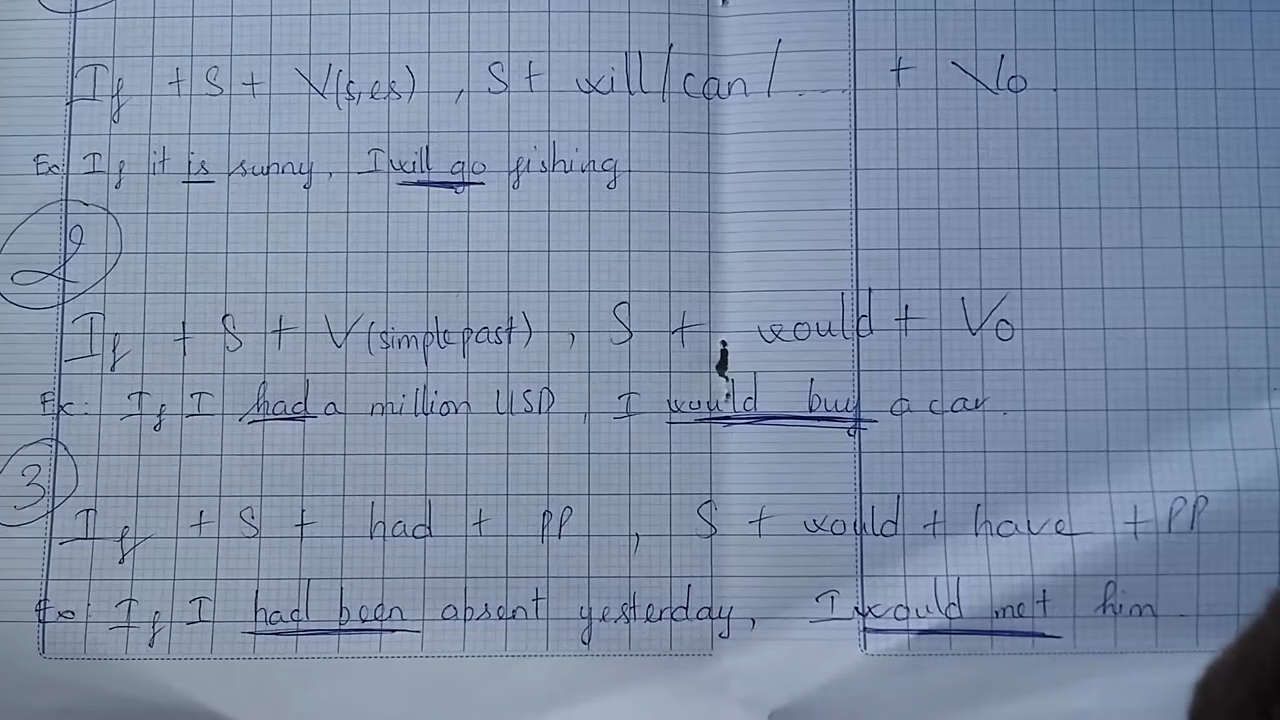 If + S + V(s,es) , S + will/can/.... + Vo.
Ex: If it is sunny, I will go fishing
2
If + S + V(simple past) , S + would + Vo
Ex: If I had a million USD, I would buy a car.
3
If + S + had + PP , S + would + have + PP
Ex: If I had been absent yesterday, I would met him.